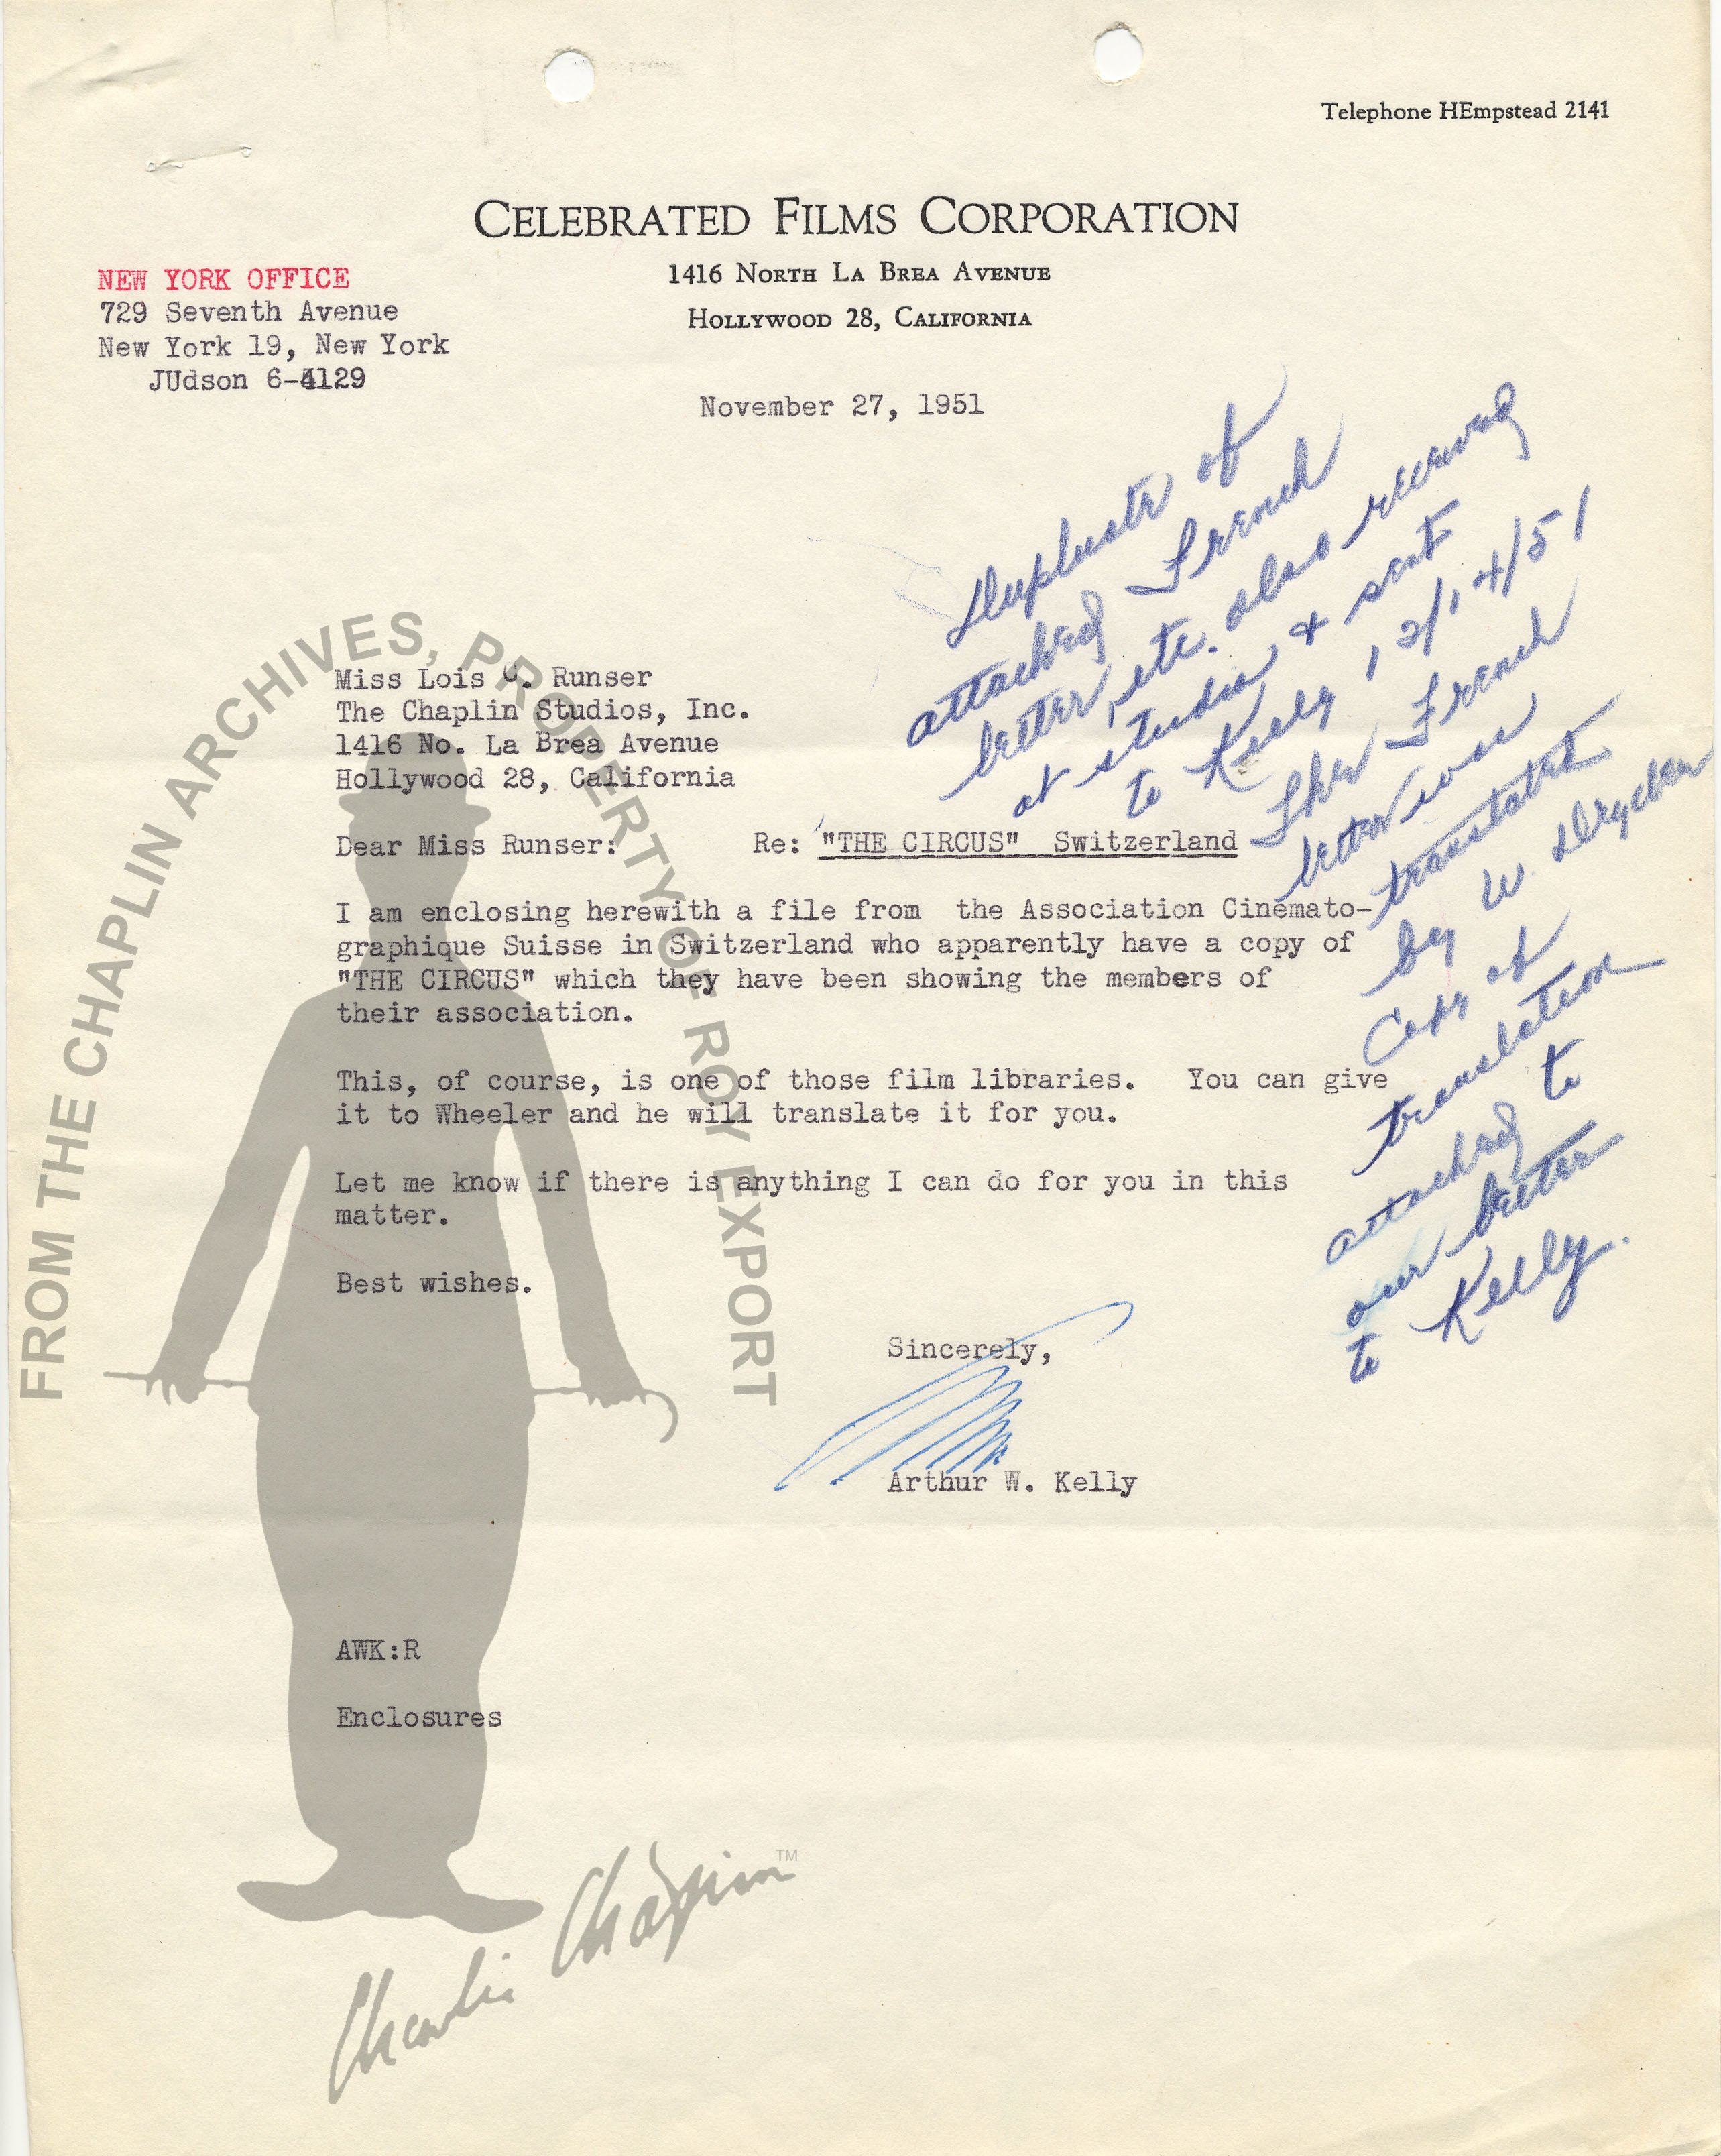 Telephone HEmpstead 2141
CELEBRATED FILMS CORPORATION
1416 NORTH LA BREA AVENUE
HOLLYWOOD 28, CALIFORNIA
NEW YORK OFFICE
729 Seventh Avenue
New York 19, New York
JUdson 6-4129
November 27, 1951
Duplicate of
attached French
letter, etc. also received
at studio & sent
to Kelly 12/14/51
The French
letter was
translated
by W. Dryden
Copy of
translation
attached to
our letter
to Kelly.
Miss Lois C. Runser
The Chaplin Studios, Inc.
1416 No. La Brea Avenue
Hollywood 28, California
Dear Miss Runser: Re: "THE CIRCUS" Switzerland
I am enclosing herewith a file from the Association Cinemato-
graphique Suisse in Switzerland who apparently have a copy of
"THE CIRCUS" which they have been showing the members of
their association.
This, of course, is one of those film libraries. You can give
it to Wheeler and he will translate it for you.
Let me know if there is anything I can do for you in this
matter.
Best wishes.
Sincerely,
Arthur W. Kelly
AWK:R
Enclosures
FROM THE CHAPLIN ARCHIVES, PROPERTY OF ROY EXPORT
Charlie Chaplin TM